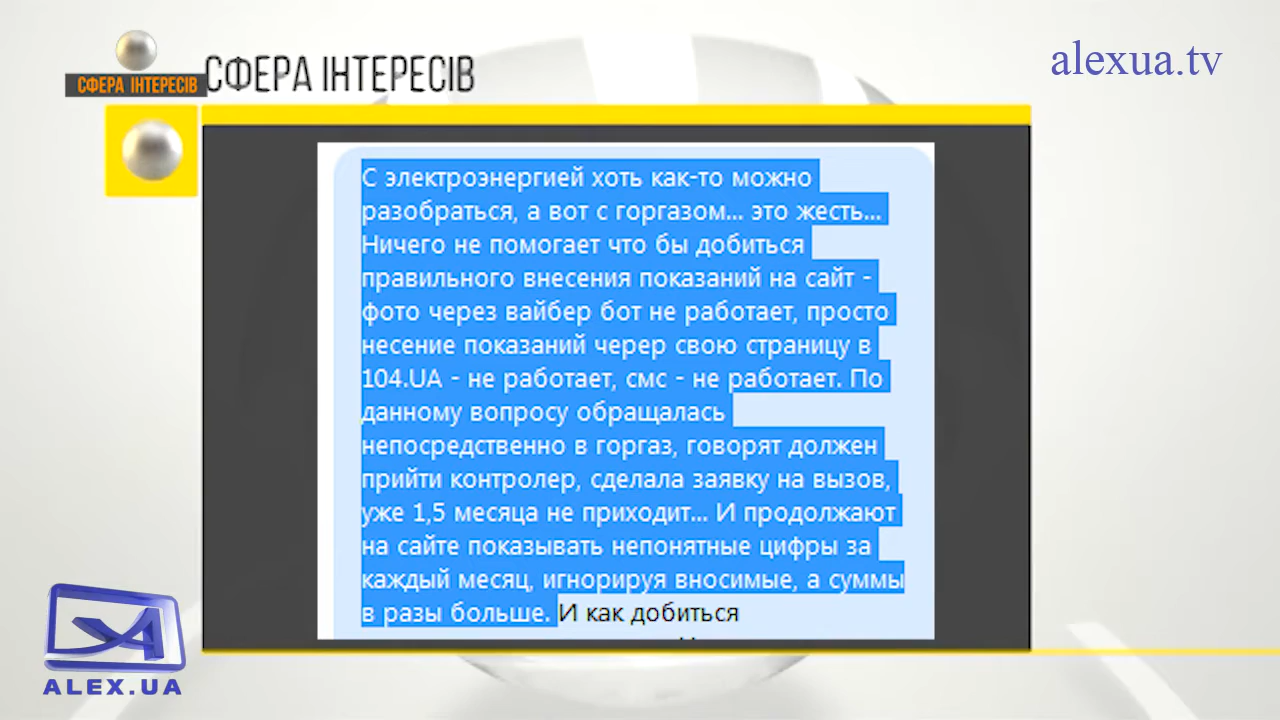 СФЕРА ІНТЕРЕСІВ
СФЕРА ІНТЕРЕСІВ
alexua.tv
С электроэнергией хоть как-то можно
разобраться, а вот с горгазом... это жесть...
Ничего не помогает что бы добиться
правильного внесения показаний на сайт -
фото через вайбер бот не работает, просто
несение показаний черер свою страницу в
104.UA - не работает, смс - не работает. По
данному вопросу обращалась
непосредственно в горгаз, говорят должен
прийти контролер, сделала заявку на вызов,
уже 1,5 месяца не приходит... И продолжают
на сайте показывать непонятные цифры за
каждый месяц, игнорируя вносимые, а суммы
в разы больше. И как добиться
ALEX.UA